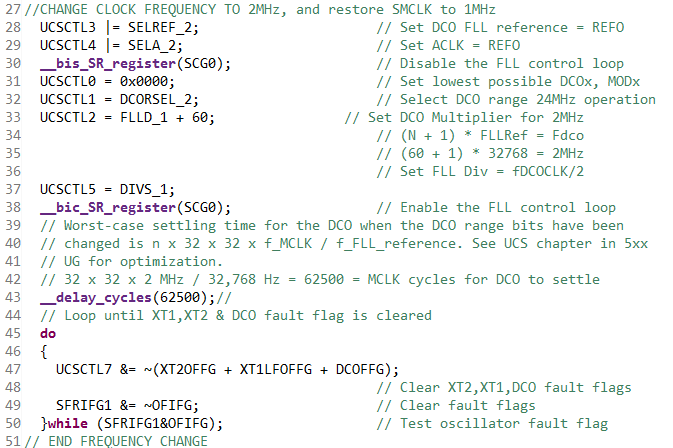 27 //CHANGE CLOCK FREQUENCY TO 2MHz, and restore SMCLK to 1MHz
28 UCSCTL3 |= SELREF_2; // Set DCO FLL reference = REFO
29 UCSCTL4 |= SELA_2; // Set ACLK = REFO
30 __bis_SR_register(SCG0); // Disable the FLL control loop
31 UCSCTL0 = 0x0000; // Set lowest possible DCOx, MODx
32 UCSCTL1 = DCORSEL_2; // Select DCO range 24MHz operation
33 UCSCTL2 = FLLD_1 + 60; // Set DCO Multiplier for 2MHz
34 // (N + 1) * FLLRef = Fdco
35 // (60 + 1) * 32768 = 2MHz
36 // Set FLL Div = fDCOCLK/2
37 UCSCTL5 = DIVS_1;
38 __bic_SR_register(SCG0); // Enable the FLL control loop
39 // Worst-case settling time for the DCO when the DCO range bits have been
40 // changed is n x 32 x 32 x f_MCLK / f_FLL_reference. See UCS chapter in 5xx
41 // UG for optimization.
42 // 32 x 32 x 2 MHz / 32,768 Hz = 62500 = MCLK cycles for DCO to settle
43 __delay_cycles(62500);//
44 // Loop until XT1,XT2 & DCO fault flag is cleared
45 do
46 {
47 UCSCTL7 &= ~(XT2OFFG + XT1LFOFFG + DCOFFG);
48 // Clear XT2,XT1,DCO fault flags
49 SFRIFG1 &= ~OFIFG; // Clear fault flags
50 }while (SFRIFG1&OFIFG); // Test oscillator fault flag
51 // END FREQUENCY CHANGE